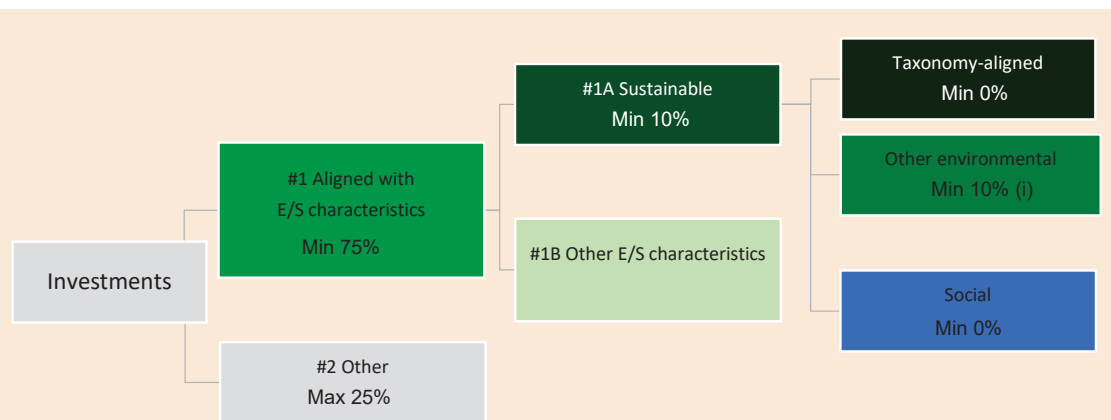 Investments
#1 Aligned with
E/S characteristics
Min 75%
#2 Other
Max 25%
#1A Sustainable
Min 10%
#1B Other E/S characteristics
Taxonomy-aligned
Min 0%
Other environmental
Min 10% (i)
Social
Min 0%